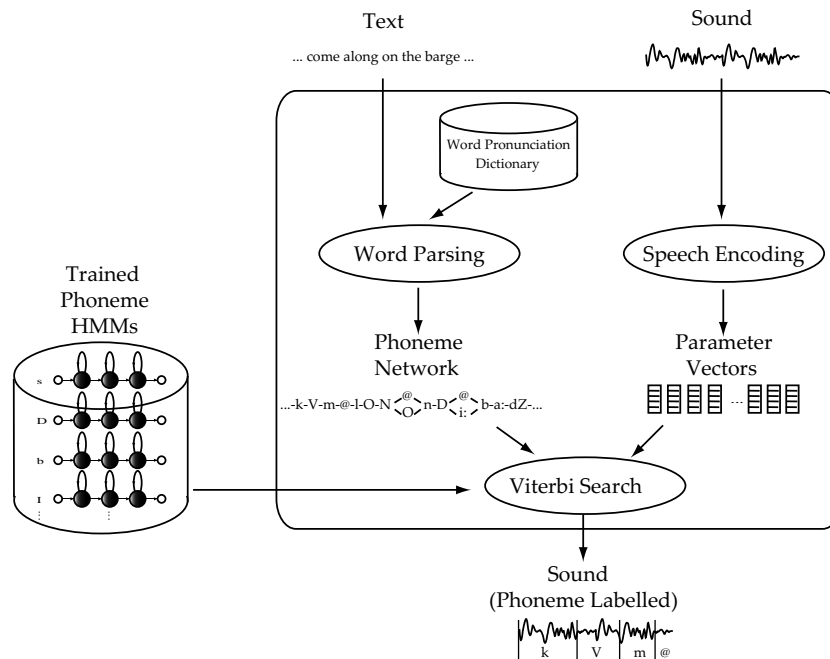 Text
Sound
... come along on the barge ...
Word Pronunciation
Dictionary
Word Parsing
Speech Encoding
Trained
Phoneme
HMMs
Phoneme
Network
Parameter
Vectors
s
D
b
I
...-k-V-m-@-l-O-N @ O n-D @ i: b-a:-dZ-...
...
Viterbi Search
Sound
(Phoneme Labelled)
k V m @